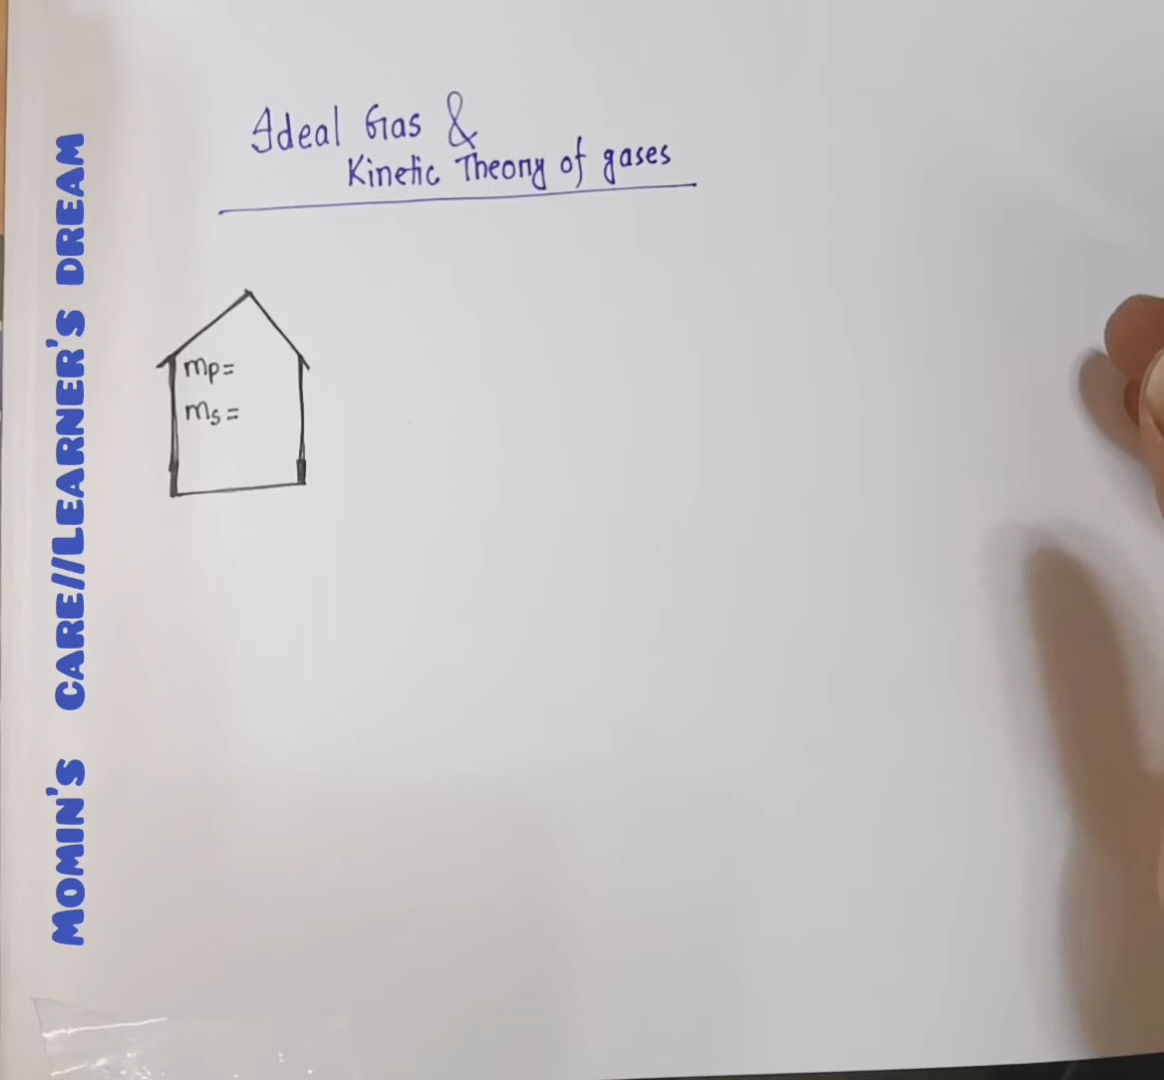 Ideal Gas &
Kinetic Theory of gases
mp=
ms=
MOMIN'S CARE//LEARNER'S DREAM